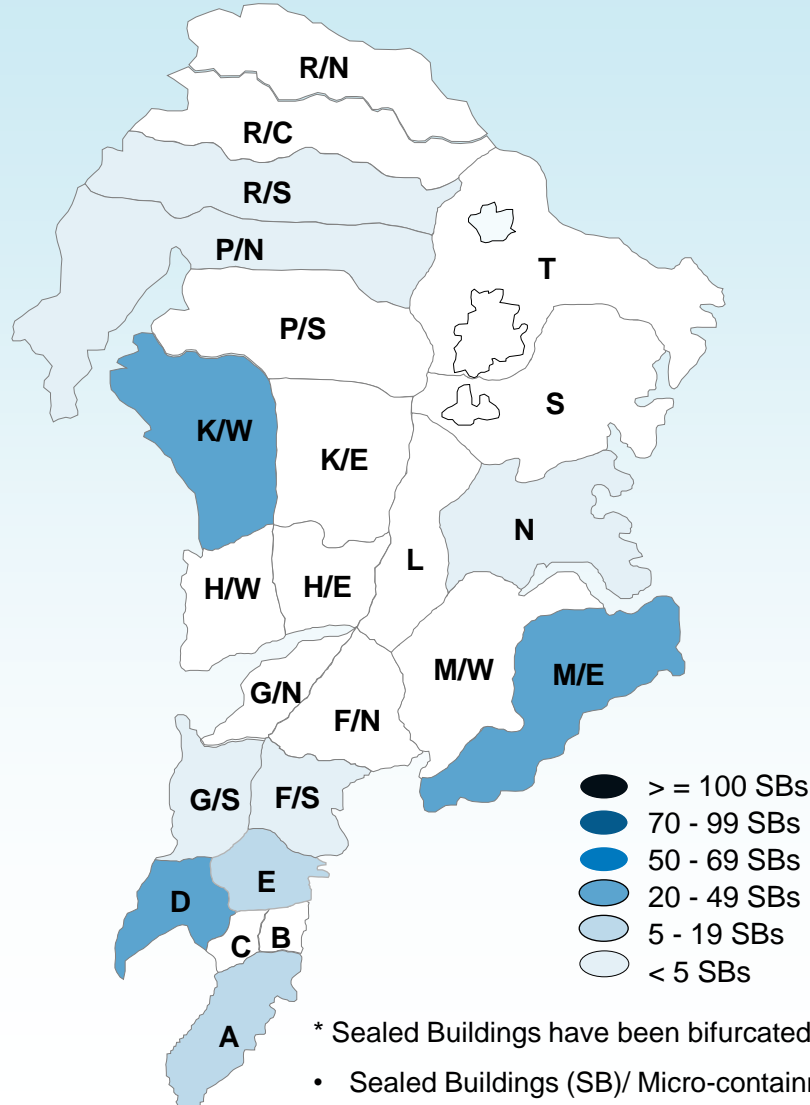 R/N
R/C
R/S
P/N
T
P/S
S
K/W
K/E
N
L
H/W
H/E
M/W
M/E
G/N
F/N
G/S
F/S
E
D
B
C
A
> = 100 SBs
70 - 99 SBs
50 - 69 SBs
20 - 49 SBs
5 - 19 SBs
< 5 SBs
* Sealed Buildings have been bifurcated
• Sealed Buildings (SB)/ Micro-contain